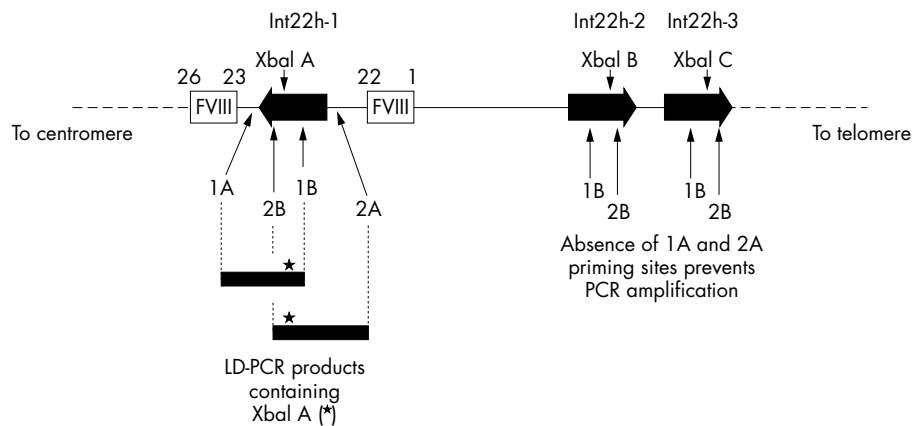 Int22h-1
Int22h-2
Int22h-3
XbaI A
XbaI B
XbaI C
26
23
22
1
FVIII
FVIII
To centromere
To telomere
1A
2B
1B
2A
1B
2B
1B
2B
Absence of 1A and 2A
priming sites prevents
PCR amplification
LD-PCR products
containing
XbaI A (★)